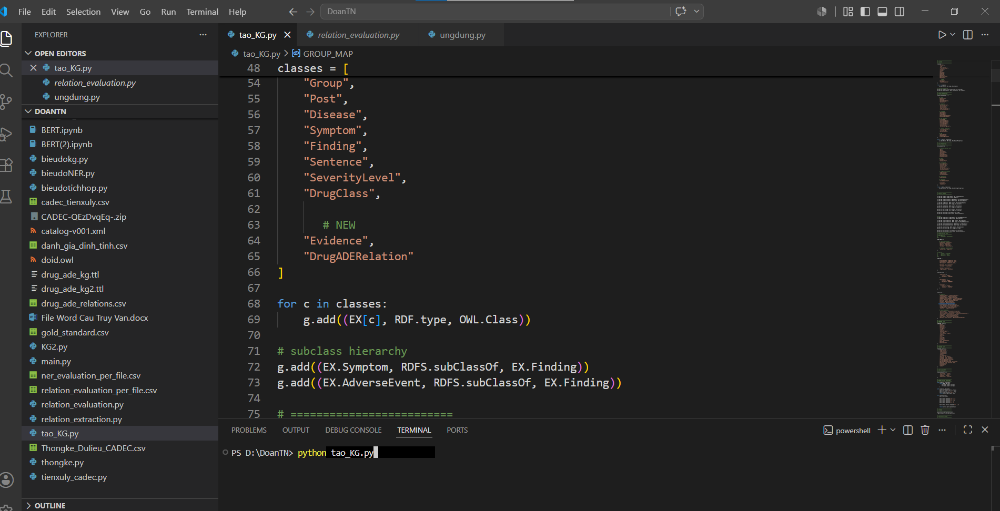 File Edit Selection View Go Run Terminal Help
DoanTN
EXPLORER
OPEN EDITORS
tao_KG.py
relation_evaluation.py
ungdung.py
DOANTN
BERT.ipynb
BERT(2).ipynb
bieudokg.py
bieudoNER.py
bieudotichhop.py
cadec_tienxuly.csv
CADEC-QEzDvqEq-.zip
catalog-v001.xml
danh_gia_dinh_tinh.csv
doid.owl
drug_ade_kg.ttl
drug_ade_kg2.ttl
drug_ade_relations.csv
File Word Cau Truy Van.docx
gold_standard.csv
KG2.py
main.py
ner_evaluation_per_file.csv
relation_evaluation_per_file.csv
relation_evaluation.py
relation_extraction.py
tao_KG.py
Thongke_Dulieu_CADEC.csv
thongke.py
tienxuly_cadec.py
OUTLINE
tao_KG.py relation_evaluation.py ungdung.py
tao_KG.py > GROUP_MAP
48 classes = [
54 "Group",
55 "Post",
56 "Disease",
57 "Symptom",
58 "Finding",
59 "Sentence",
60 "SeverityLevel",
61 "DrugClass",
62
63 # NEW
64 "Evidence",
65 "DrugADERelation"
66 ]
67
68 for c in classes:
69 g.add((EX[c], RDF.type, OWL.Class))
70
71 # subclass hierarchy
72 g.add((EX.Symptom, RDFS.subClassOf, EX.Finding))
73 g.add((EX.AdverseEvent, RDFS.subClassOf, EX.Finding))
74
75 # =========================
PROBLEMS OUTPUT DEBUG CONSOLE TERMINAL PORTS
powershell
PS D:\DoanTN> python tao_KG.py